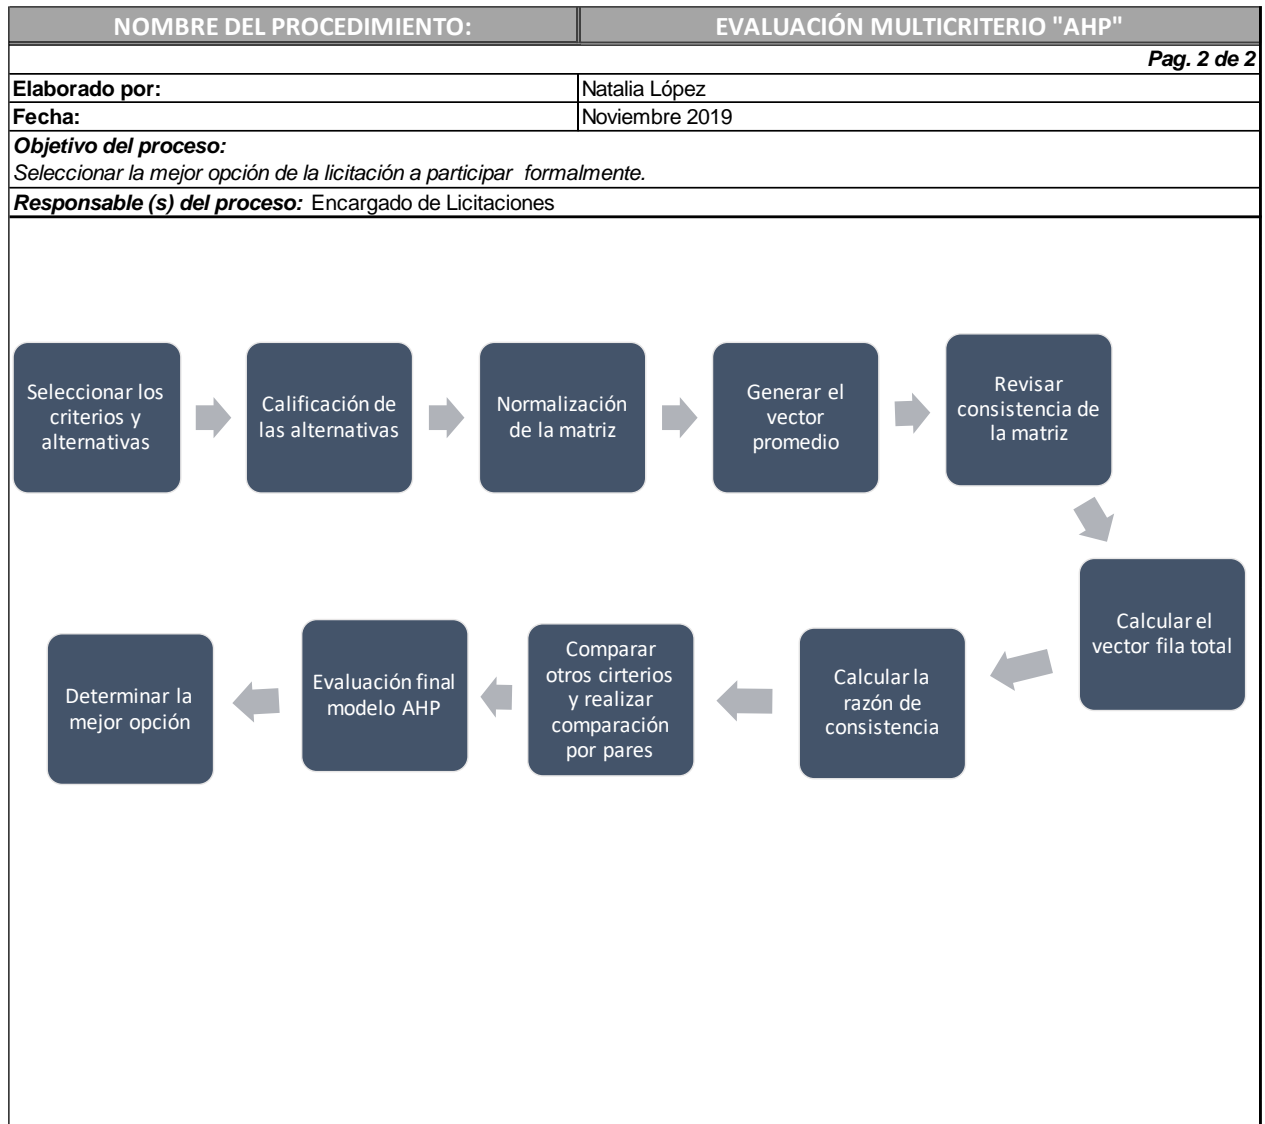 NOMBRE DEL PROCEDIMIENTO:
EVALUACIÓN MULTICRITERIO "AHP"
Pag. 2 de 2
Elaborado por:
Natalia López
Fecha:
Noviembre 2019
Objetivo del proceso:
Seleccionar la mejor opción de la licitación a participar formalmente.
Responsable (s) del proceso: Encargado de Licitaciones
Seleccionar los
criterios y
alternativas
Calificación de
las alternativas
Normalización
de la matriz
Generar el
vector
promedio
Revisar
consistencia de
la matriz
Calcular el
vector fila total
Calcular la
razón de
consistencia
Comparar
otros cirterios
y realizar
comparación
por pares
Evaluación final
modelo AHP
Determinar la
mejor opción